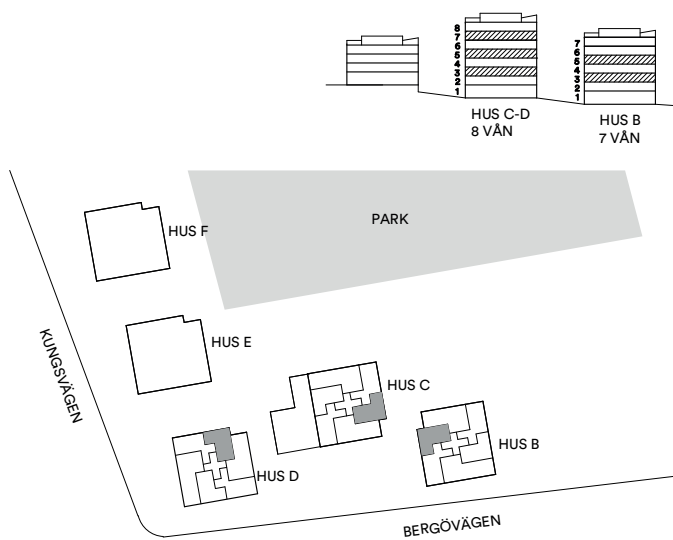 8
7
6
5
4
3
2
1
7
6
5
4
3
2
1
HUS C-D
8 VÅN
HUS B
7 VÅN
PARK
HUS F
HUS E
KUNGSVÄGEN
HUS C
HUS B
HUS D
BERGÖVÄGEN